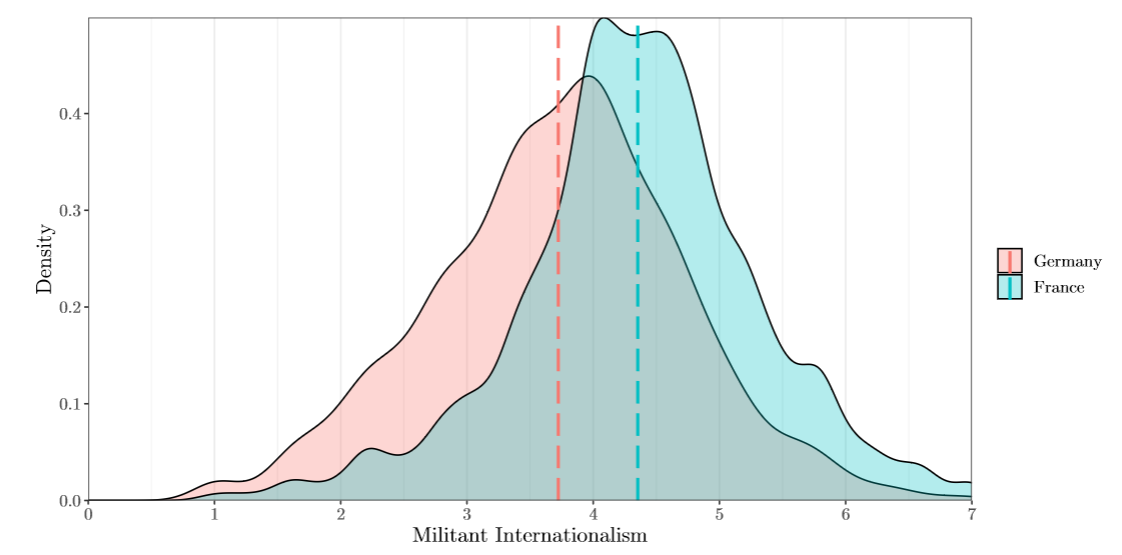 0.4
0.3
0.2
0.1
0.0
Density
0 1 2 3 4 5 6 7
Militant Internationalism
Germany
France